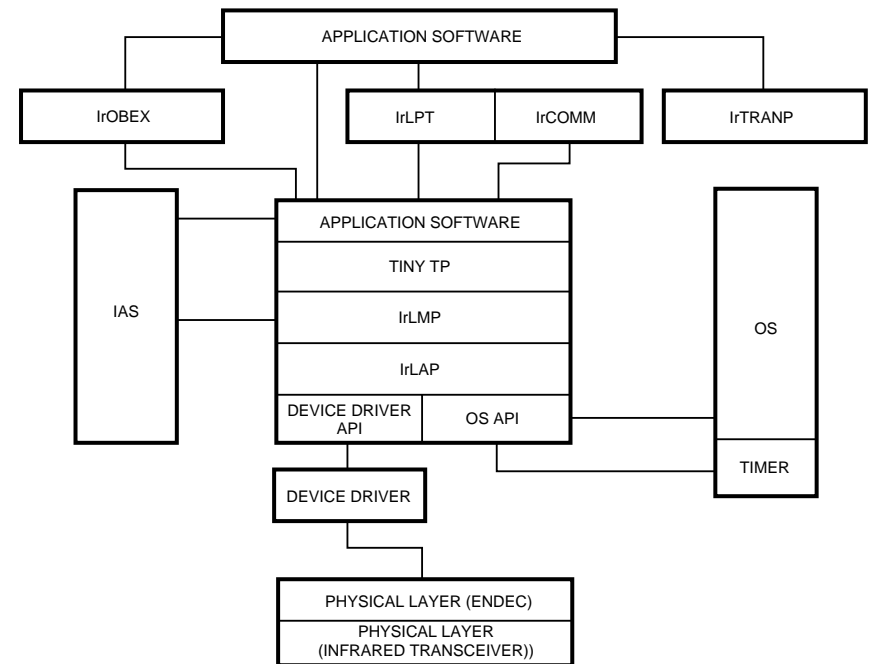 APPLICATION SOFTWARE
IrOBEX
IrLPT
IrCOMM
IrTRANP
APPLICATION SOFTWARE
TINY TP
IAS
IrLMP
OS
IrLAP
DEVICE DRIVER
API
OS API
TIMER
DEVICE DRIVER
PHYSICAL LAYER (ENDEC)
PHYSICAL LAYER
(INFRARED TRANSCEIVER))